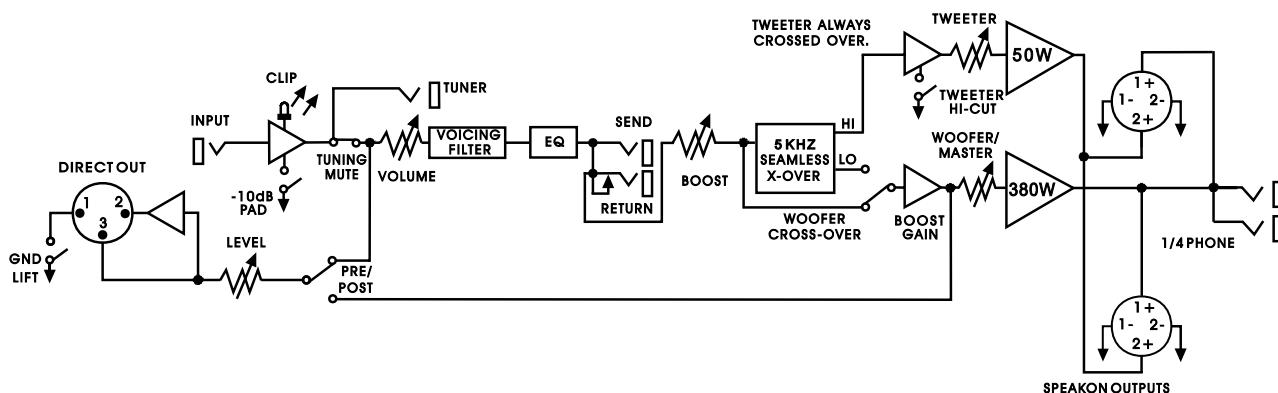 TWEETER ALWAYS
CROSSED OVER.
TWEETER
50W
1+
1-
2-
2+
TWEETER
HI-CUT
CLIP
TUNER
INPUT
TUNING
MUTE
-10dB
PAD
VOLUME
VOICING
FILTER
EQ
SEND
RETURN
BOOST
5 KHZ
SEAMLESS
X-OVER
HI
LO
WOOFER
CROSS-OVER
BOOST
GAIN
WOOFER/
MASTER
380W
1/4 PHONE
DIRECT OUT
1
2
3
GND
LIFT
LEVEL
PRE/
POST
1+
1-
2-
2+
SPEAKON OUTPUTS